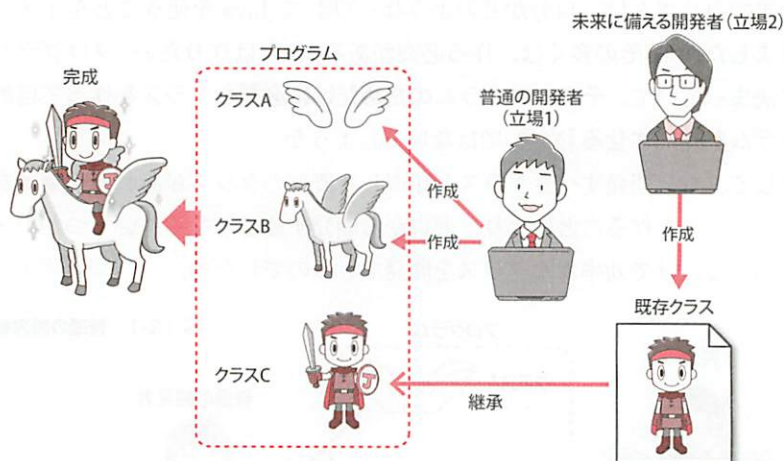 未来に備える開発者(立場2)
プログラム
完成
クラスA
普通の開発者
(立場1)
作成
クラスB
作成
作成
既存クラス
J
J
クラスC
継承